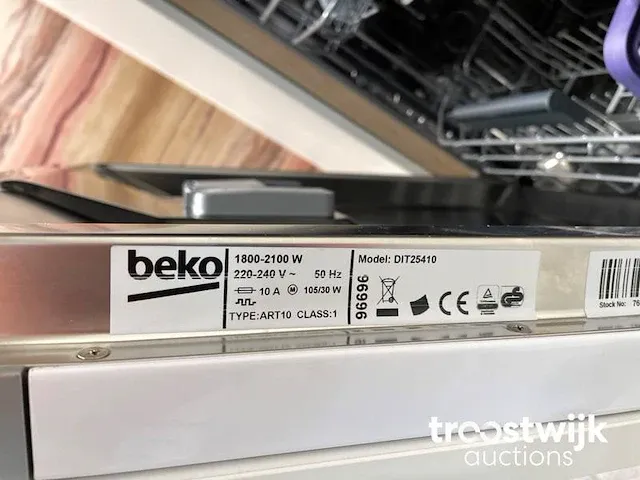 beko
1800-2100 W
220-240 V ~ 50 Hz
10 A M 105/30 W
TYPE:ART10 CLASS:1
Model: DIT25410
96696
CE
Stock No: 76
troostwijk
auctions